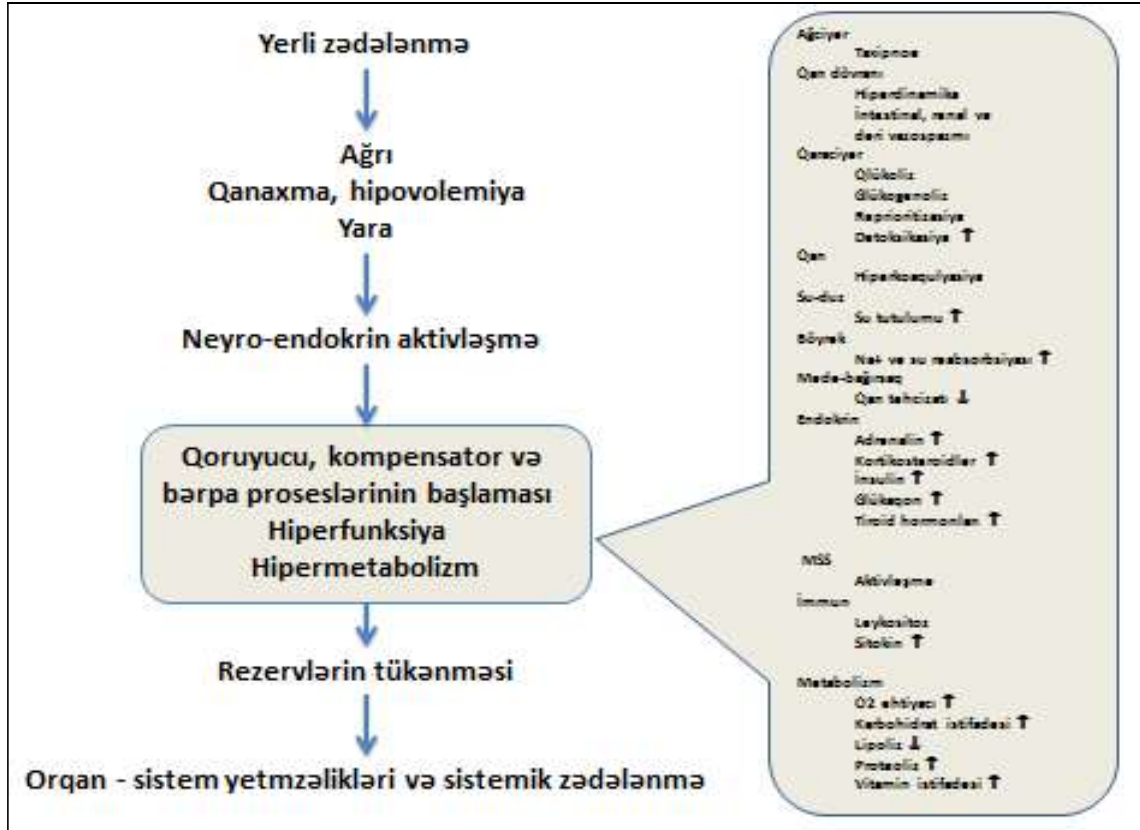 Yerli zədələnmə
Ağrı
Qanaxma, hipovolemiya
Yara
Neyro-endokrin aktivləşmə
Qoruyucu, kompensator və
bərpa proseslərinin başlaması
Hiperfunksiya
Hipermetabolizm
Rezervlərin tükənməsi
Orqan - sistem yetmzəlikləri və sistemik zədələnmə
Ağciyər
Taxipnoe
Qan dövranı
Hiperdinamika
İntestinal, renal və
dəri vazospazmı
Qaraciyər
Qlükoliz
Glükogenoliz
Reprioritizasiya
Detoksikasiya ↑
Qan
Hiperkoaqulyasiya
Su-duz
Su tutulumu ↑
Böyrək
Na+ və su reabsorbsiyası ↑
Mədə-bağırsaq
Qan təhcizatı ↓
Endokrin
Adrenalin ↑
Kortikosteroidlər ↑
İnsulin ↑
Glükaqon ↑
Tiroid hormonları ↑
MSS
Aktivləşmə
İmmun
Leykositoz
Sitokin ↑
Metabolizm
O2 ehtiyacı ↑
Karbohidrat istifadəsi ↑
Lipoliz ↓
Proteoliz ↑
Vitamin istifadəsi ↑